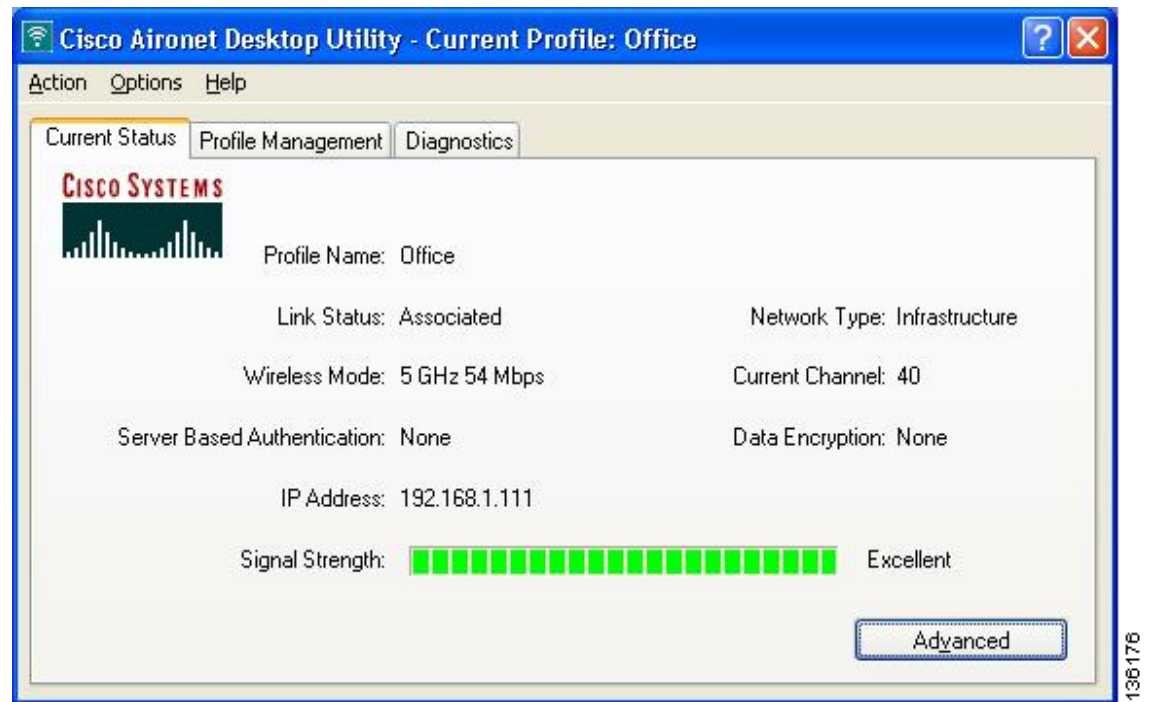 Cisco Aironet Desktop Utility - Current Profile: Office
Action Options Help
Current Status Profile Management Diagnostics
CISCO SYSTEMS
Profile Name: Office
Link Status: Associated Network Type: Infrastructure
Wireless Mode: 5 GHz 54 Mbps Current Channel: 40
Server Based Authentication: None Data Encryption: None
IP Address: 192.168.1.111
Signal Strength: Excellent
Advanced
136176